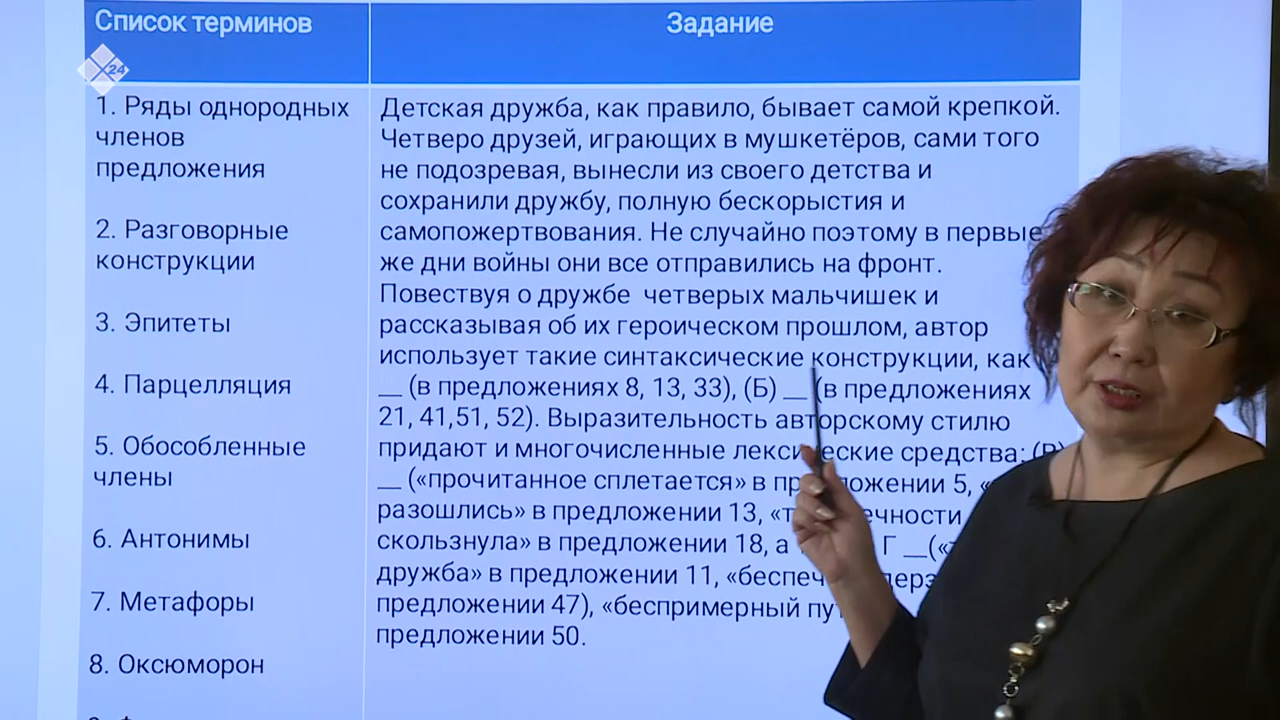 Список терминов
Задание
X24
1. Ряды однородных
членов
предложения
2. Разговорные
конструкции
3. Эпитеты
4. Парцелляция
5. Обособленные
члены
6. Антонимы
7. Метафоры
8. Оксюморон
Детская дружба, как правило, бывает самой крепкой.
Четверо друзей, играющих в мушкетёров, сами того
не подозревая, вынесли из своего детства и
сохранили дружбу, полную бескорыстия и
самопожертвования. Не случайно поэтому в первые
же дни войны они все отправились на фронт.
Повествуя о дружбе четверых мальчишек и
рассказывая об их героическом прошлом, автор
использует такие синтаксические конструкции, как
__ (в предложениях 8, 13, 33), (Б) __ (в предложениях
21, 41,51, 52). Выразительность авторскому стилю
придают и многочисленные лексические средства: (В)
__ («прочитанное сплетается» в предложении 5, «
разошлись» в предложении 13, «
скользнула» в предложении 18, а Г __(«
дружба» в предложении 11,
предложении 47), «беспримерный
предложении 50.